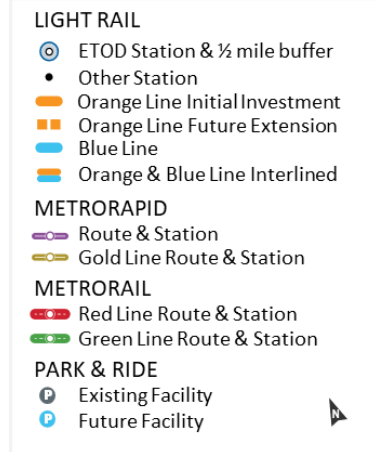 LIGHT RAIL
ETOD Station & ½ mile buffer
Other Station
Orange Line Initial Investment
Orange Line Future Extension
Blue Line
Orange & Blue Line Interlined
METRORAPID
Route & Station
Gold Line Route & Station
METRORAIL
Red Line Route & Station
Green Line Route & Station
PARK & RIDE
P Existing Facility
P Future Facility
N